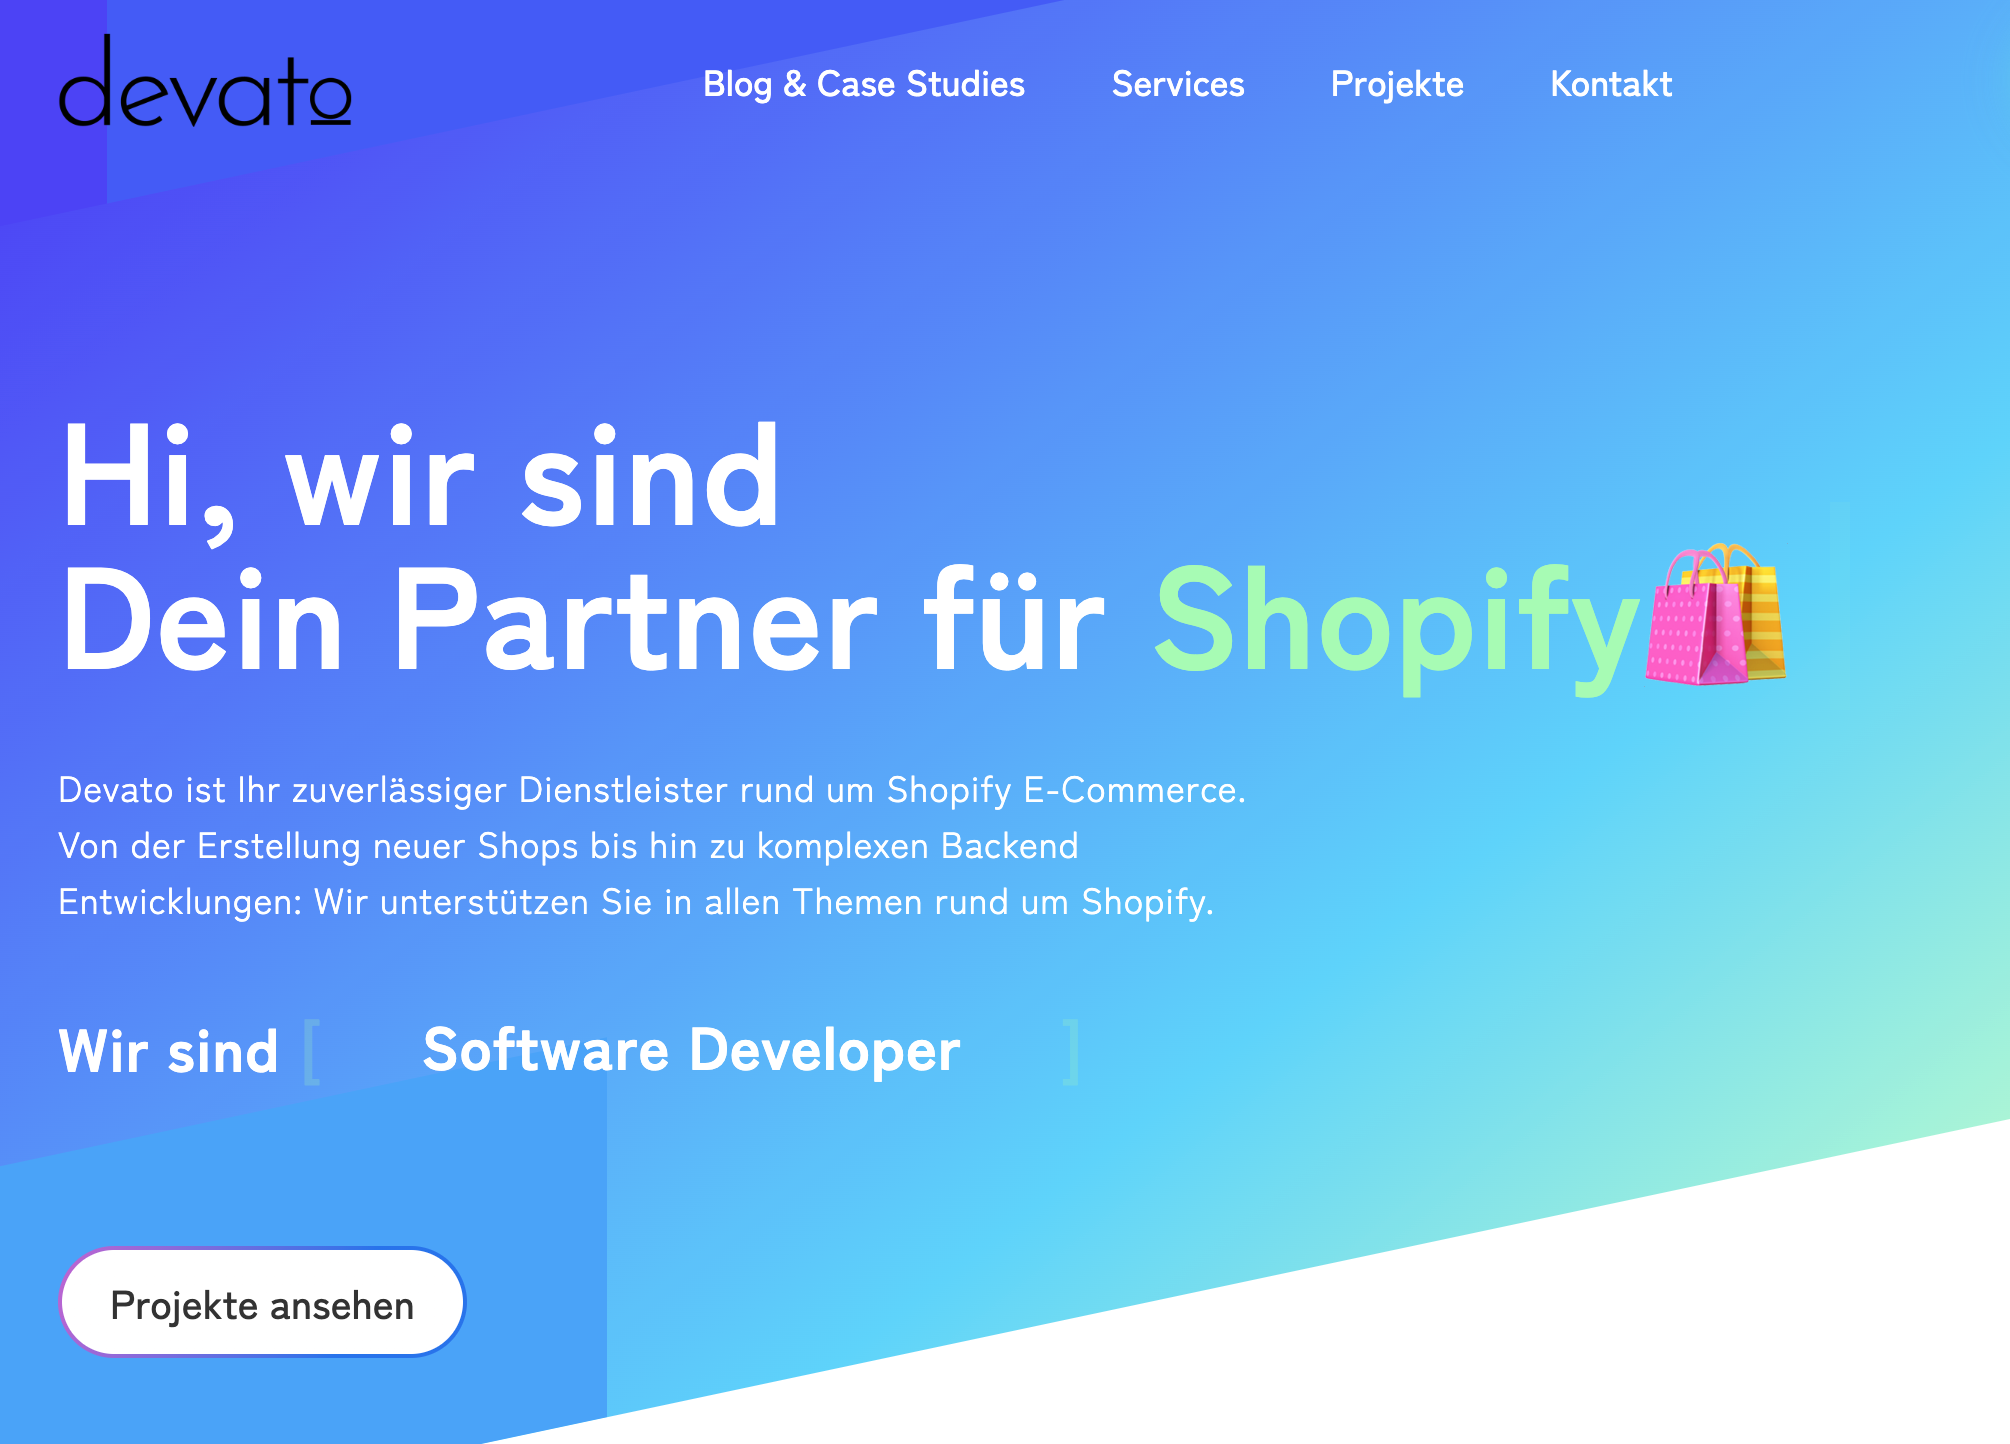 devato
Blog & Case Studies Services Projekte Kontakt
Hi, wir sind
Dein Partner für Shopify🛍️
Devato ist Ihr zuverlässiger Dienstleister rund um Shopify E-Commerce.
Von der Erstellung neuer Shops bis hin zu komplexen Backend
Entwicklungen: Wir unterstützen Sie in allen Themen rund um Shopify.
Wir sind [ Software Developer ]
Projekte ansehen